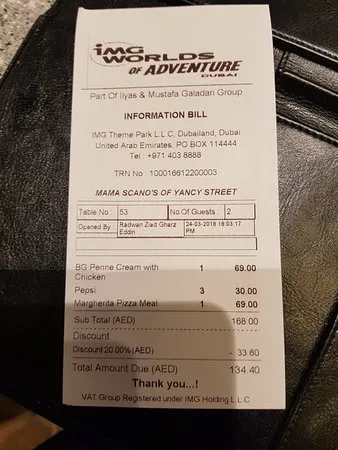 iMG
WORLDS
OF ADVENTURE
DUBAI
Part Of Ilyas & Mustafa Galadari Group
INFORMATION BILL
IMG Theme Park L L C, Dubailand, Dubai
United Arab Emirates, PO BOX 114444
Tel : +971 403 8888
TRN No : 100016612200003
MAMA SCANO'S OF YANCY STREET
Table No 53 No Of Guests 2
Opened By Radwan Ziad Gharz Eddin 24-03-2018 18:03:17 PM
BG Penne Cream with Chicken 1 69.00
Pepsi 3 30.00
Margherita Pizza Meal 1 69.00
Sub Total (AED) 168.00
Discount
Discount 20.00% (AED) - 33.60
Total Amount Due (AED) 134.40
Thank you...!
VAT Group Registered under IMG Holding L.L.C